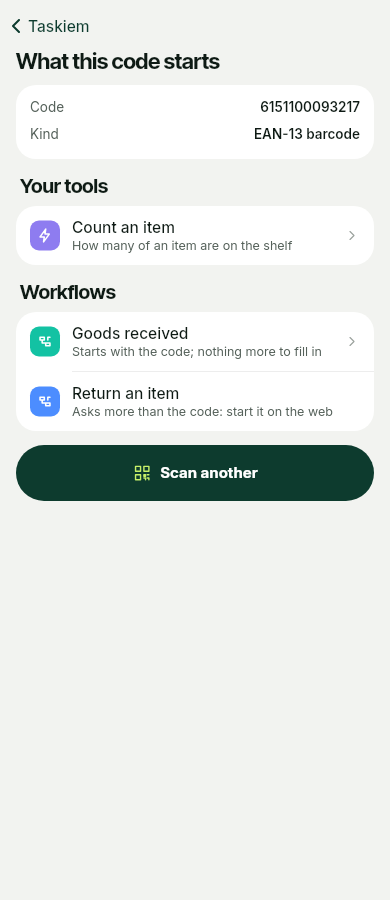 Taskiem
What this code starts
Code 6151100093217
Kind EAN-13 barcode
Your tools
Count an item
How many of an item are on the shelf
Workflows
Goods received
Starts with the code; nothing more to fill in
Return an item
Asks more than the code: start it on the web
Scan another